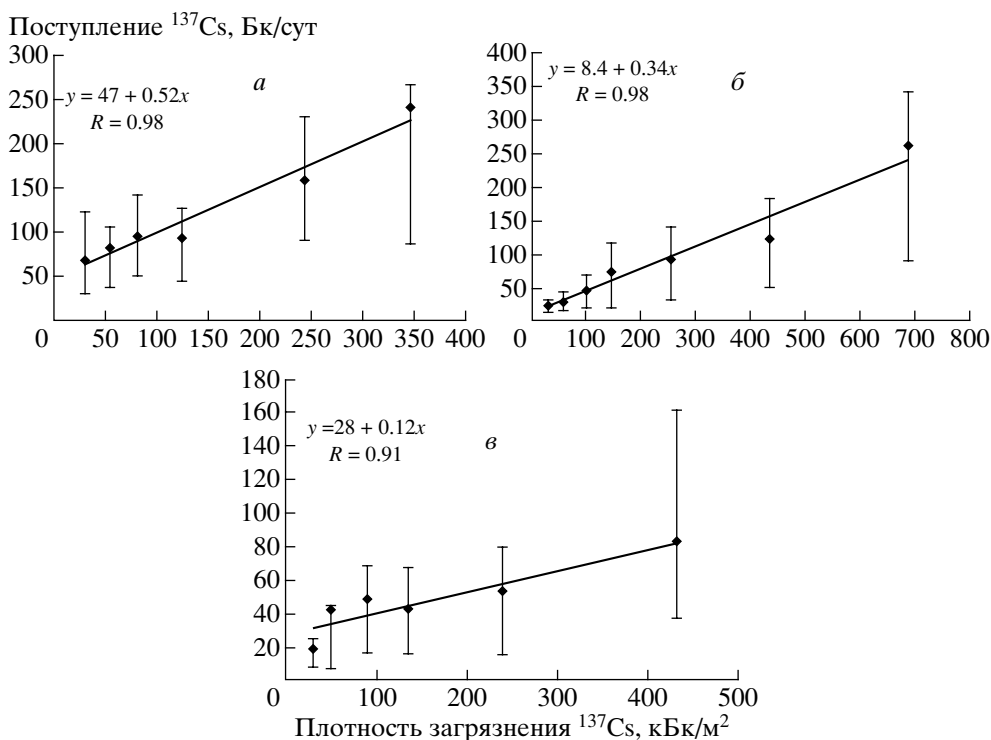 Поступление ¹³⁷Cs, Бк/сут
300
250
200
150
100
50
0
50 100 150 200 250 300 350 400
y = 47 + 0.52x
R = 0.98
а
400
350
300
250
200
150
100
50
0
100 200 300 400 500 600 700 800
y = 8.4 + 0.34x
R = 0.98
б
180
160
140
120
100
80
60
40
20
0
100 200 300 400 500
y =28 + 0.12x
R = 0.91
в
Плотность загрязнения ¹³⁷Cs, кБк/м²